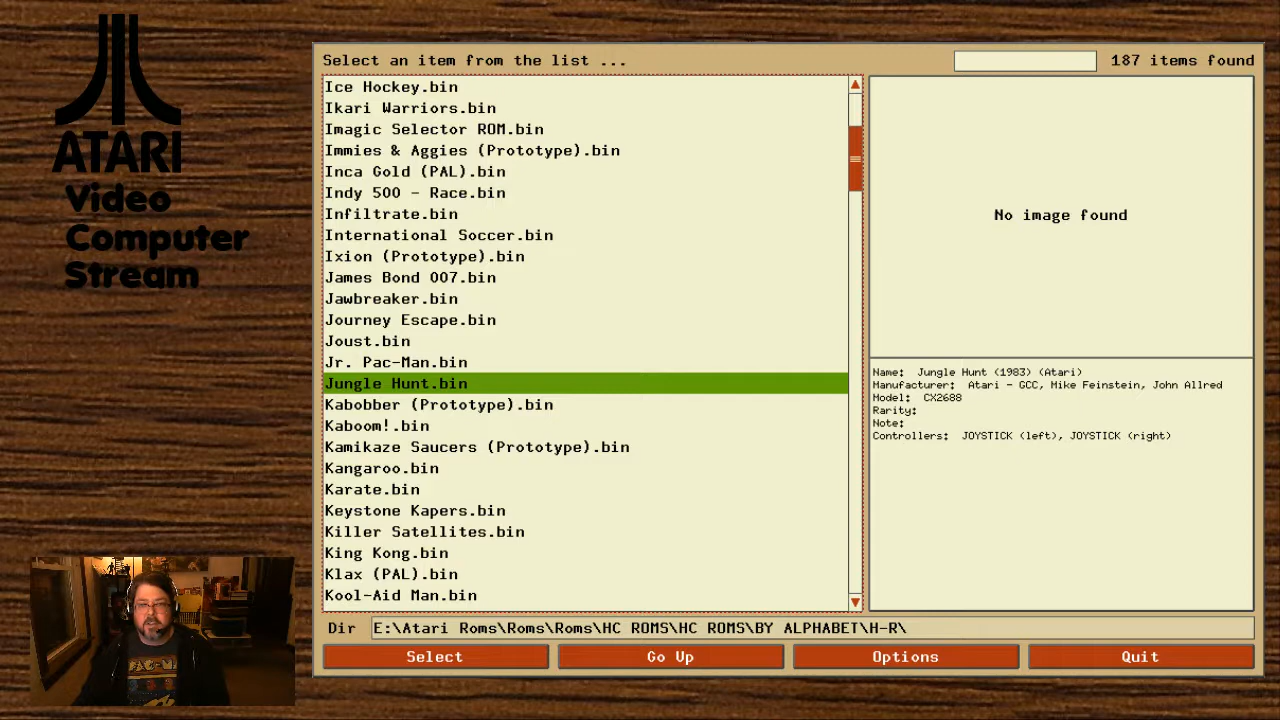 ATARI
Video
Computer
Stream
Select an item from the list ...
187 items found
Ice Hockey.bin
Ikari Warriors.bin
Imagic Selector ROM.bin
Immies & Aggies (Prototype).bin
Inca Gold (PAL).bin
Indy 500 - Race.bin
Infiltrate.bin
International Soccer.bin
Ixion (Prototype).bin
James Bond 007.bin
Jawbreaker.bin
Journey Escape.bin
Joust.bin
Jr. Pac-Man.bin
Jungle Hunt.bin
Kabobber (Prototype).bin
Kaboom!.bin
Kamikaze Saucers (Prototype).bin
Kangaroo.bin
Karate.bin
Keystone Kapers.bin
Killer Satellites.bin
King Kong.bin
Klax (PAL).bin
Kool-Aid Man.bin
No image found
Name: Jungle Hunt (1983) (Atari)
Manufacturer: Atari - GCC, Mike Feinstein, John Allred
Model: CX2688
Rarity:
Note:
Controllers: JOYSTICK (left), JOYSTICK (right)
Dir E:\Atari Roms\Roms\Roms\HC ROMS\HC ROMS\BY ALPHABET\H-R\
Select
Go Up
Options
Quit
PAC-MAN